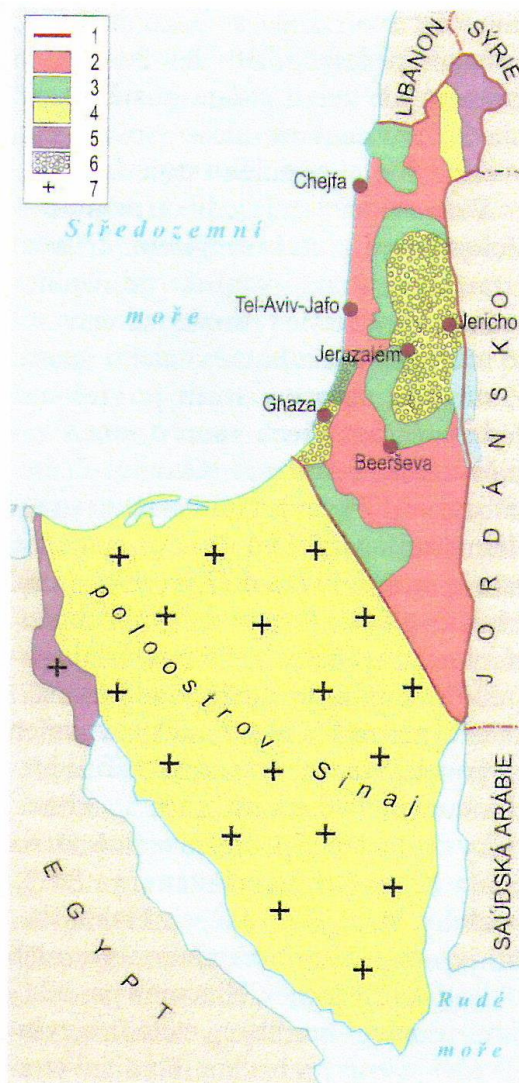 1
2
3
4
5
6
7
LIBANON
SÝRIE
Chejfa
Středozemní
moře
Tel-Aviv-Jafo
Jericho
Jeruzalem
Ghaza
Beerševa
JORDÁNSKO
poloostrov Sinaj
EGYPT
SAÚDSKÁ ARÁBIE
Rudé
moře